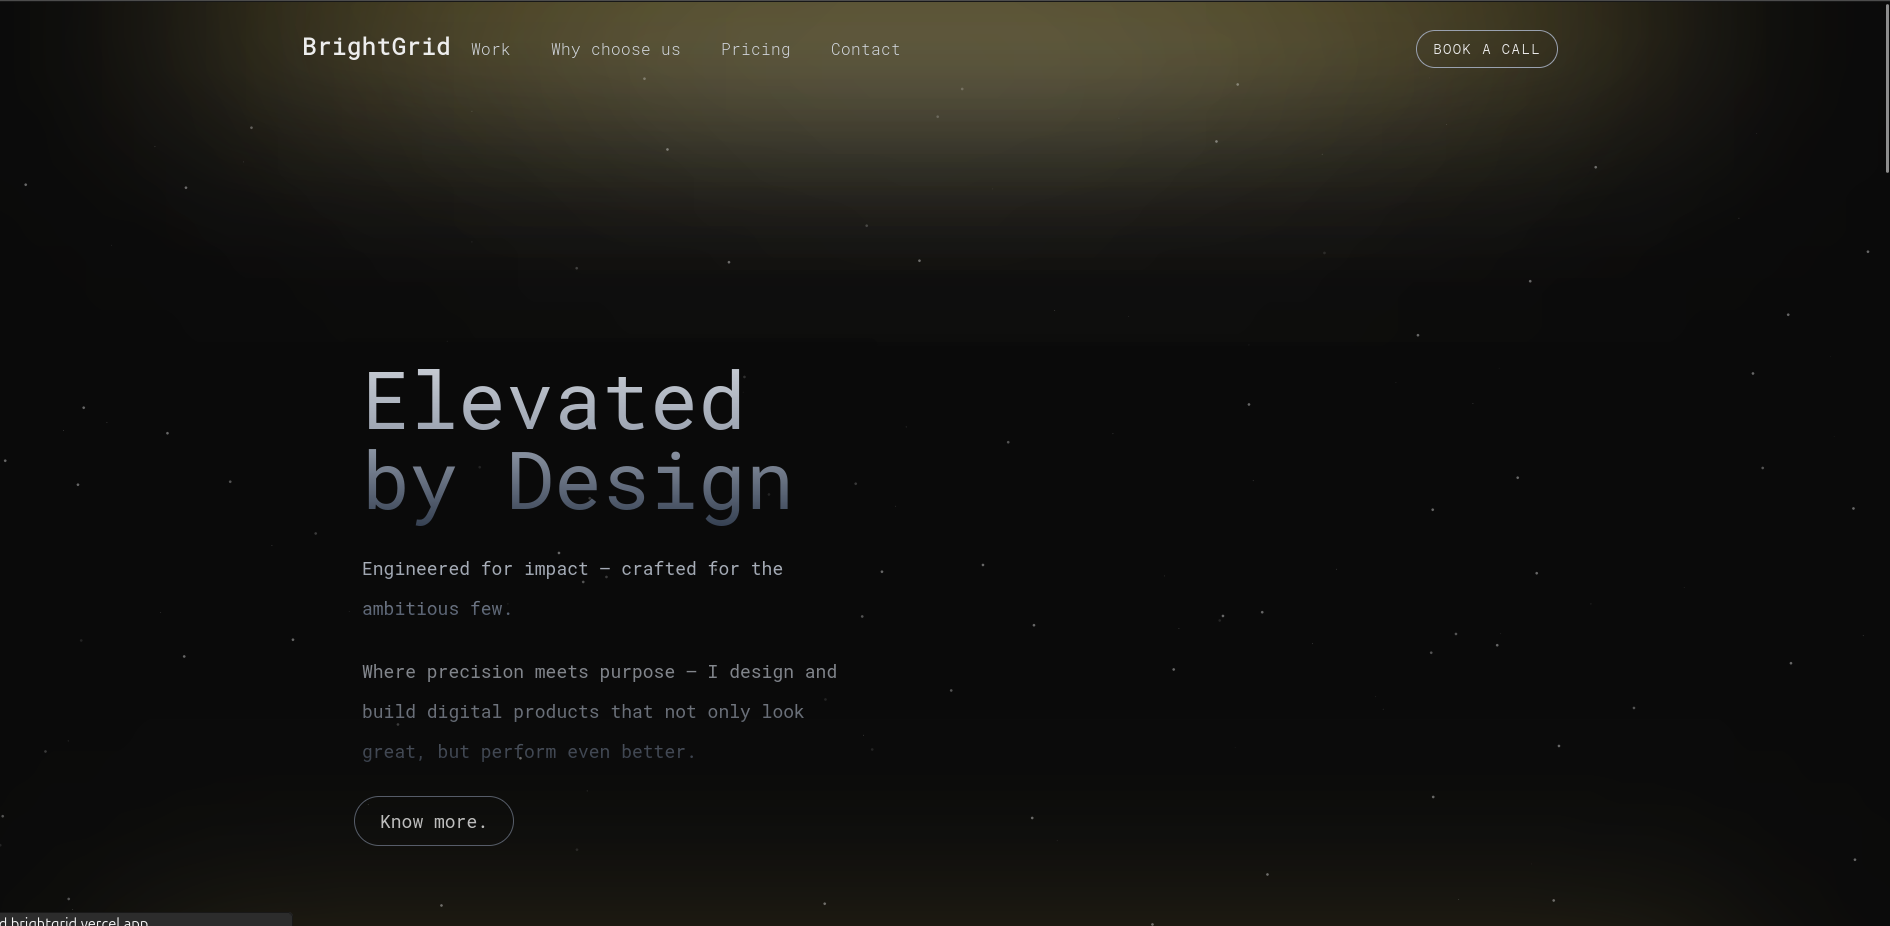 BrightGrid Work Why choose us Pricing Contact BOOK A CALL
Elevated
by Design
Engineered for impact — crafted for the
ambitious few.
Where precision meets purpose — I design and
build digital products that not only look
great, but perform even better.
Know more.
d.brightgrid.vercel.app